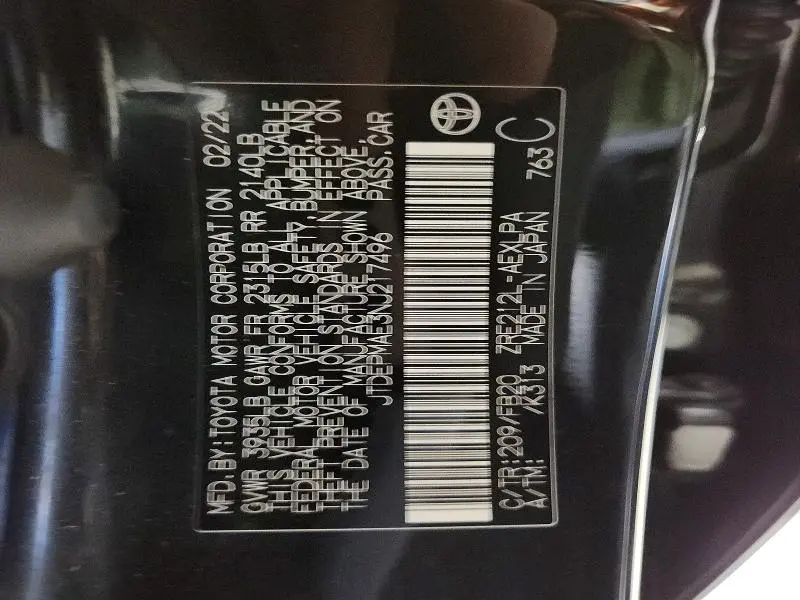 MFD.BY:TOYOTA MOTOR CORPORATION 02/22
GVWR 3935LB GAWR FR 2315LB RR 2140LB
THIS VEHICLE CONFORMS TO ALL APPLICABLE
FEDERAL MOTOR VEHICLE SAFETY,BUMPER,AND
THEFT PREVENTION STANDARDS IN EFFECT ON
THE DATE OF MANUFACTURE SHOWN ABOVE.
JTDEPMAE3NJ217496 PASS.CAR
C/TR:209/FB20 ZRE212L-AEXLPA 763 C
A/TM: /K313 MADE IN JAPAN